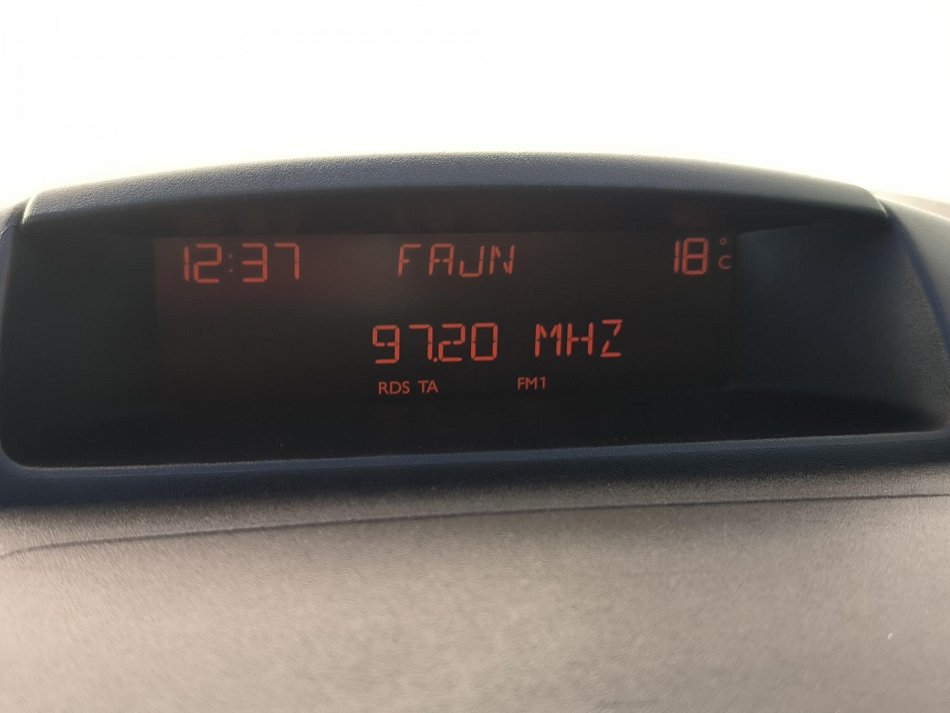 12:37 FAJN 18°C
97.20 MHZ
RDS TA FM1